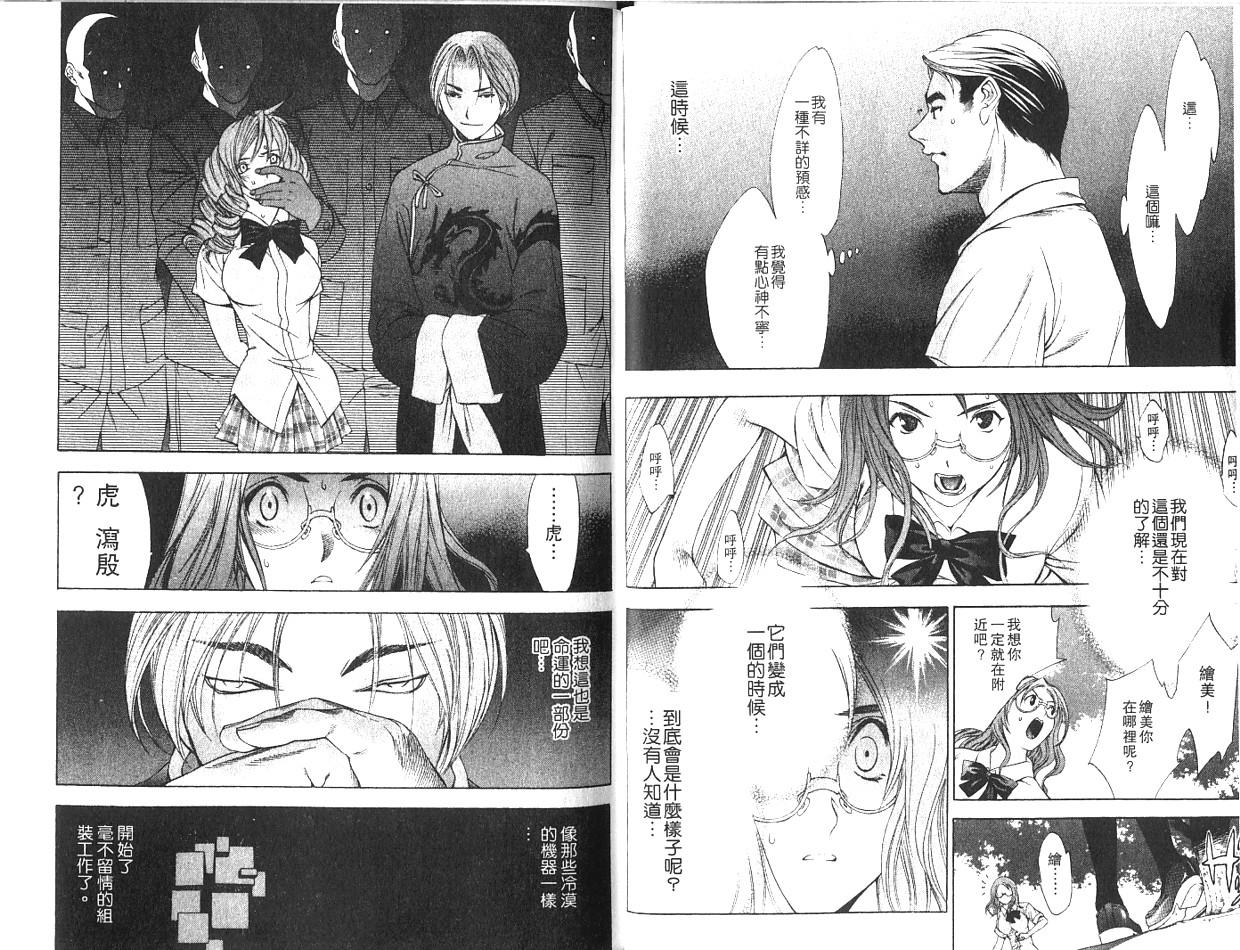 這…
這個嘛…
我有
一種不詳的預感…
我覺得
有點心神不寧…
這時候…
呼呼
呼呼…
呼呼…
呼呼…
我們現在對
這個還是不十分
的了解…
繪美！
繪美你
在哪裡呢？
我想你
一定就在附
近吧？
繪…
它們變成
一個的時候…
到底會是什麼樣子呢？
…沒有人知道…
……虎…
虎 瀉殷
？
我想這也是
命運的一部份
吧…
像那些冷漠
的機器一樣
…
開始了
毫不留情的組
裝工作了。